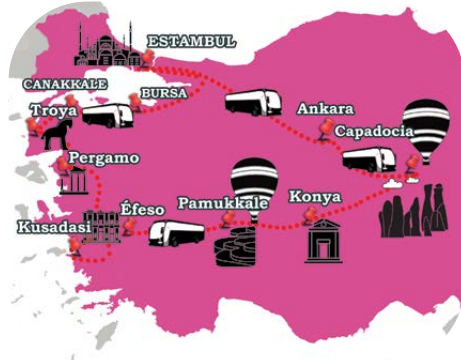 ESTAMBUL
CANAKKALE
BURSA
Troya
Ankara
Capadocia
Pergamo
Éfeso
Pamukkale
Konya
Kusadasi